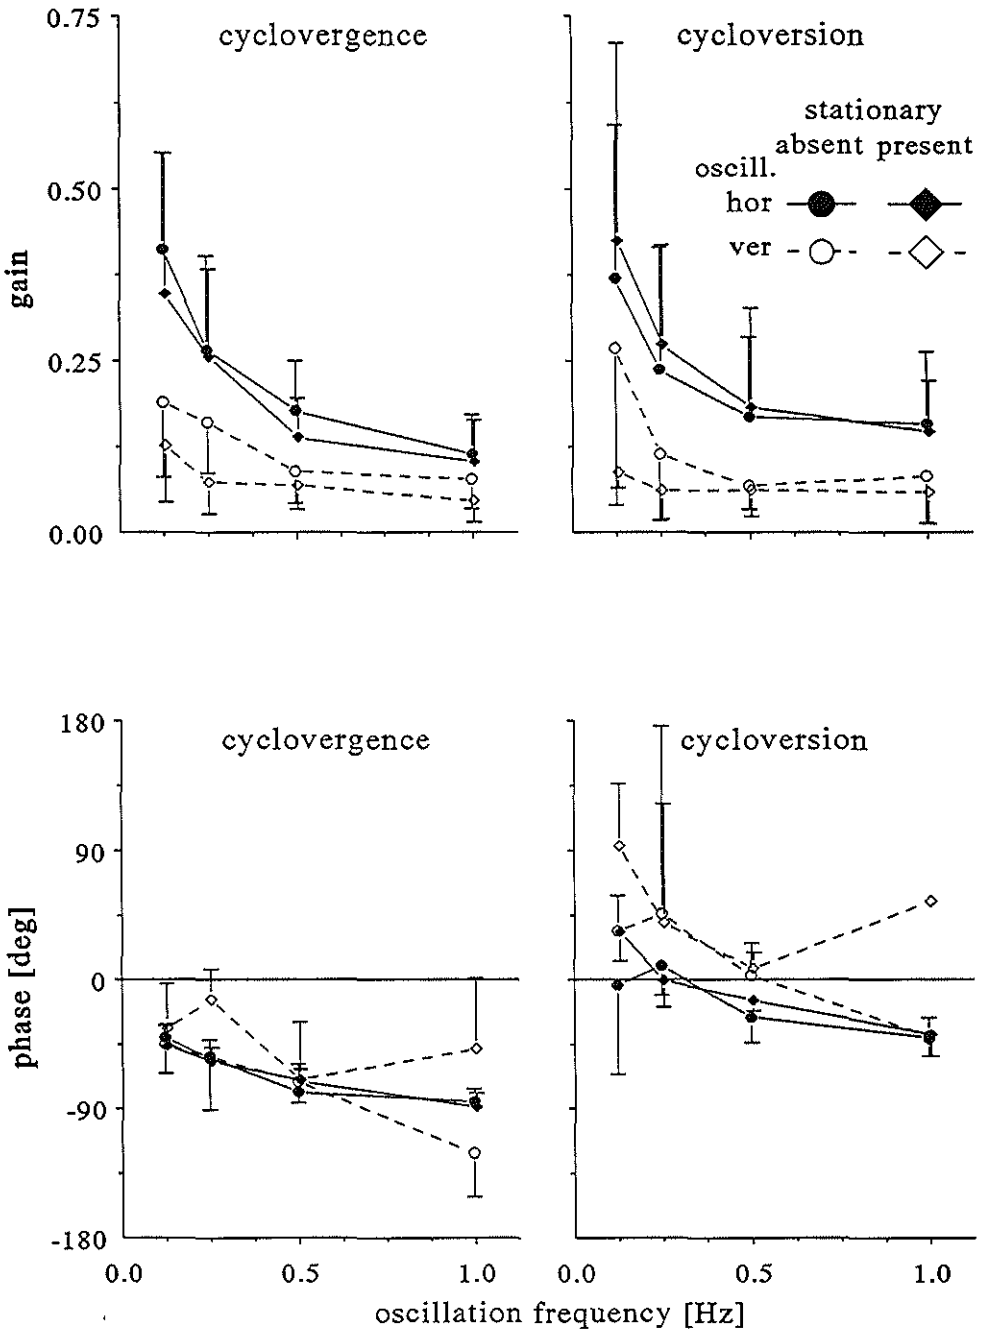 0.75
cyclovergence
cycloversion
stationary
absent present
oscill.
hor
ver
0.50
0.25
0.00
gain
180
cyclovergence
cycloversion
90
0
-90
-180
phase [deg]
0.0 0.5 1.0
0.0 0.5 1.0
oscillation frequency [Hz]